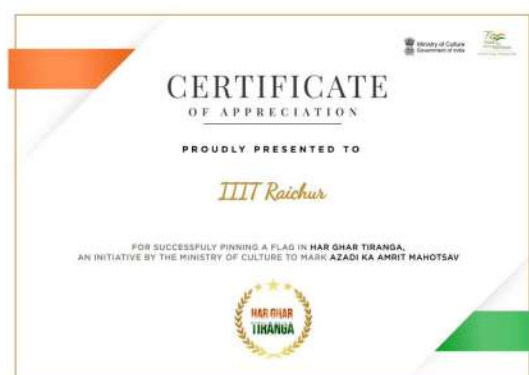 Ministry of Culture
Government of India
CERTIFICATE
OF APPRECIATION
PROUDLY PRESENTED TO
IIIT Raichur
FOR SUCCESSFULY PINNING A FLAG IN HAR GHAR TIRANGA,
AN INITIATIVE BY THE MINISTRY OF CULTURE TO MARK AZADI KA AMRIT MAHOTSAV
HAR GHAR
TIRANGA